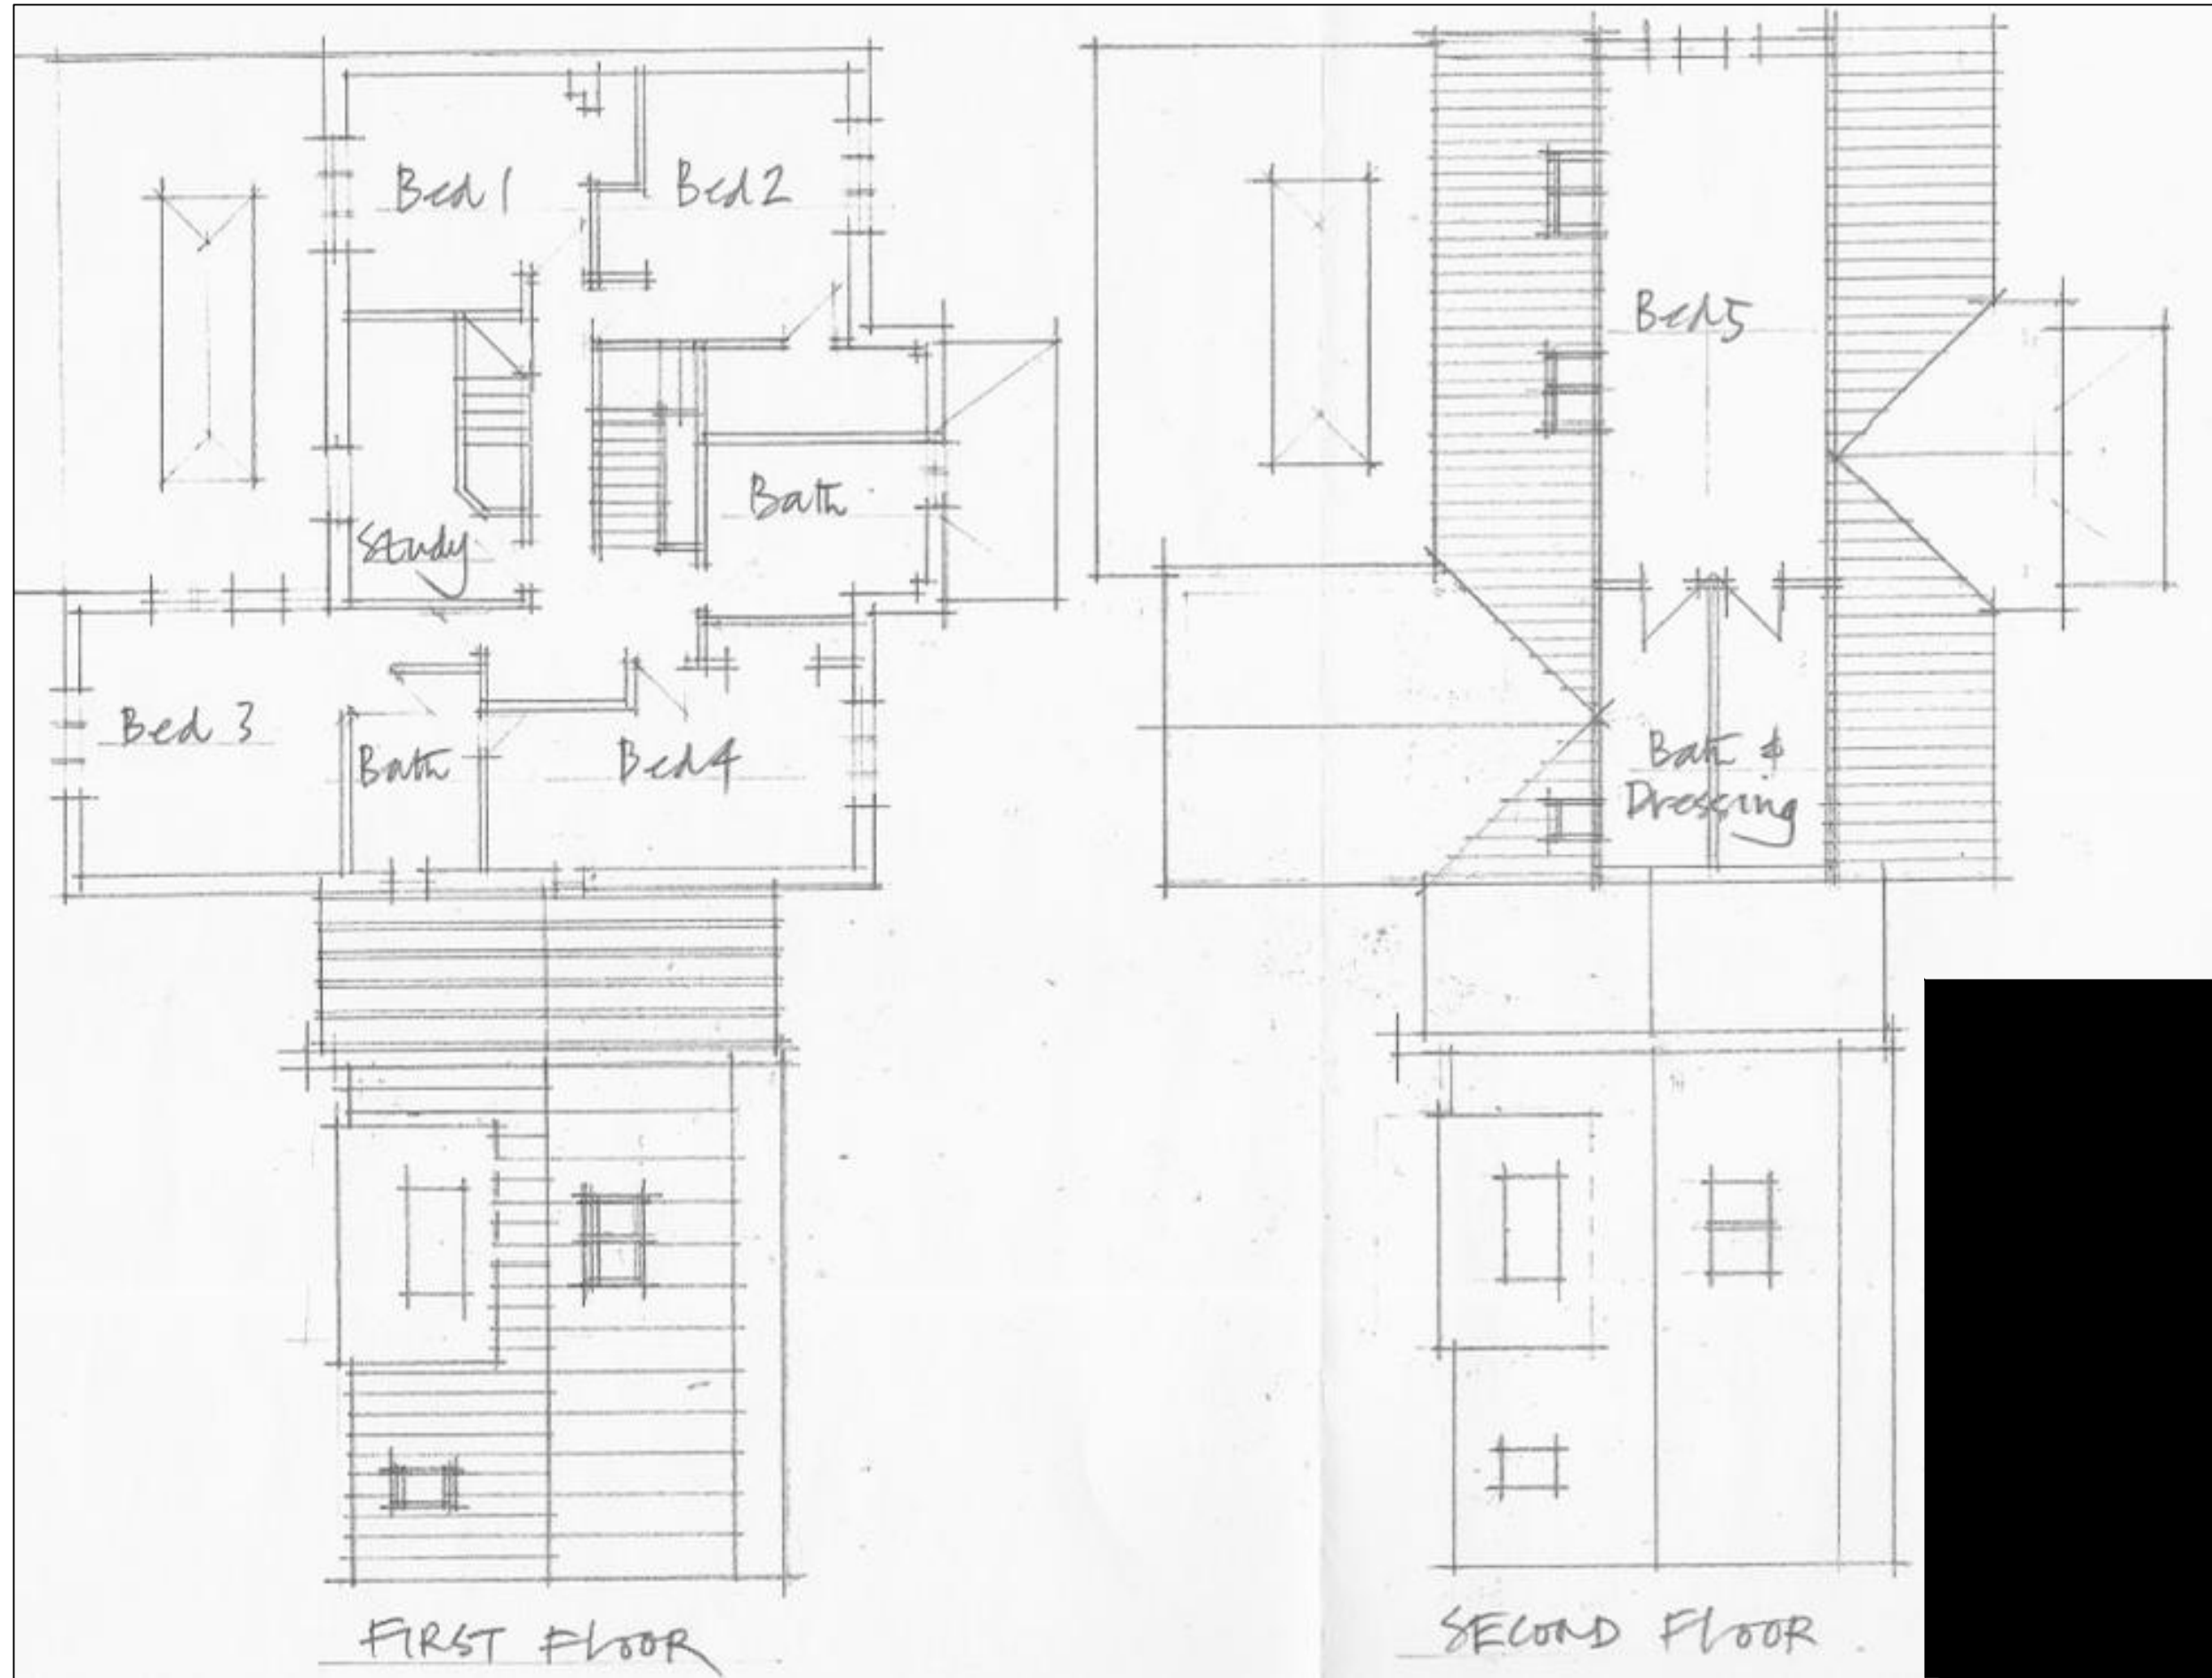 Bed 1
Bed 2
Study
Bath
Bed 3
Bath
Bed 4
FIRST FLOOR
Bed 5
Bath &
Dressing
SECOND FLOOR